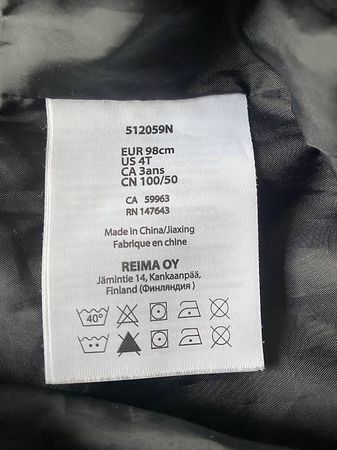 512059N
EUR 98cm
US 4T
CA 3ans
CN 100/50
CA 59963
RN 147643
Made in China/Jiaxing
Fabrique en chine
REIMA OY
Jämintie 14, Kankaanpää,
Finland (Финляндия )
40°